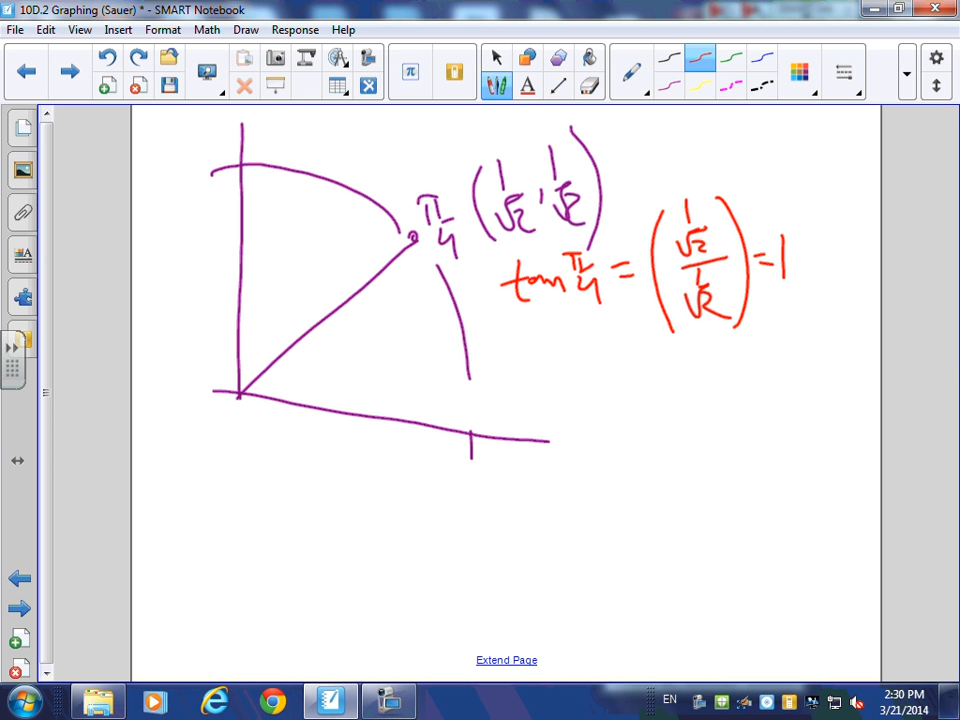 10D.2 Graphing (Sauer) * - SMART Notebook
File Edit View Insert Format Math Draw Response Help
π/4 (1/√2, 1/√2)
tan π/4 = ((1/√2)/(1/√2)) = 1
Extend Page
EN
2:30 PM
3/21/2014